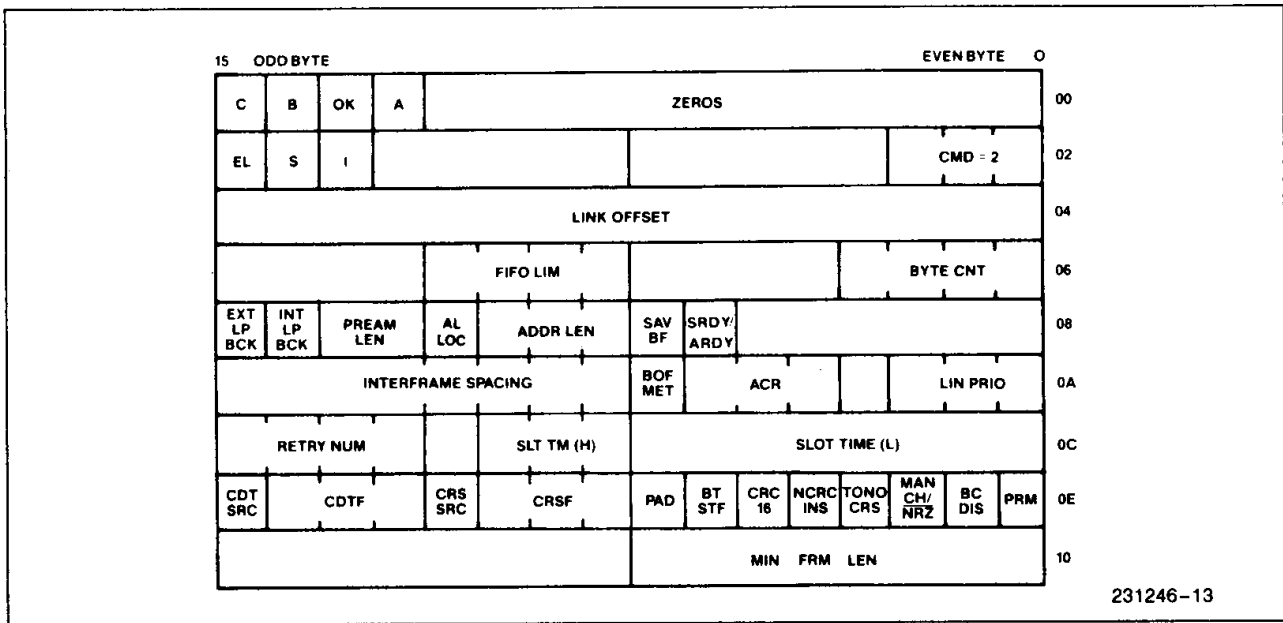 15 ODD BYTE EVEN BYTE O
C B OK A ZEROS 00
EL S I CMD = 2 02
LINK OFFSET 04
FIFO LIM BYTE CNT 06
EXT LP BCK INT LP BCK PREAM LEN AL LOC ADDR LEN SAV BF SRDY/ ARDY 08
INTERFRAME SPACING BOF MET ACR LIN PRIO 0A
RETRY NUM SLT TM (H) SLOT TIME (L) 0C
CDT SRC CDTF CRS SRC CRSF PAD BT STF CRC 16 NCRC INS TONO CRS MAN CH/ NRZ BC DIS PRM 0E
MIN FRM LEN 10
231246-13